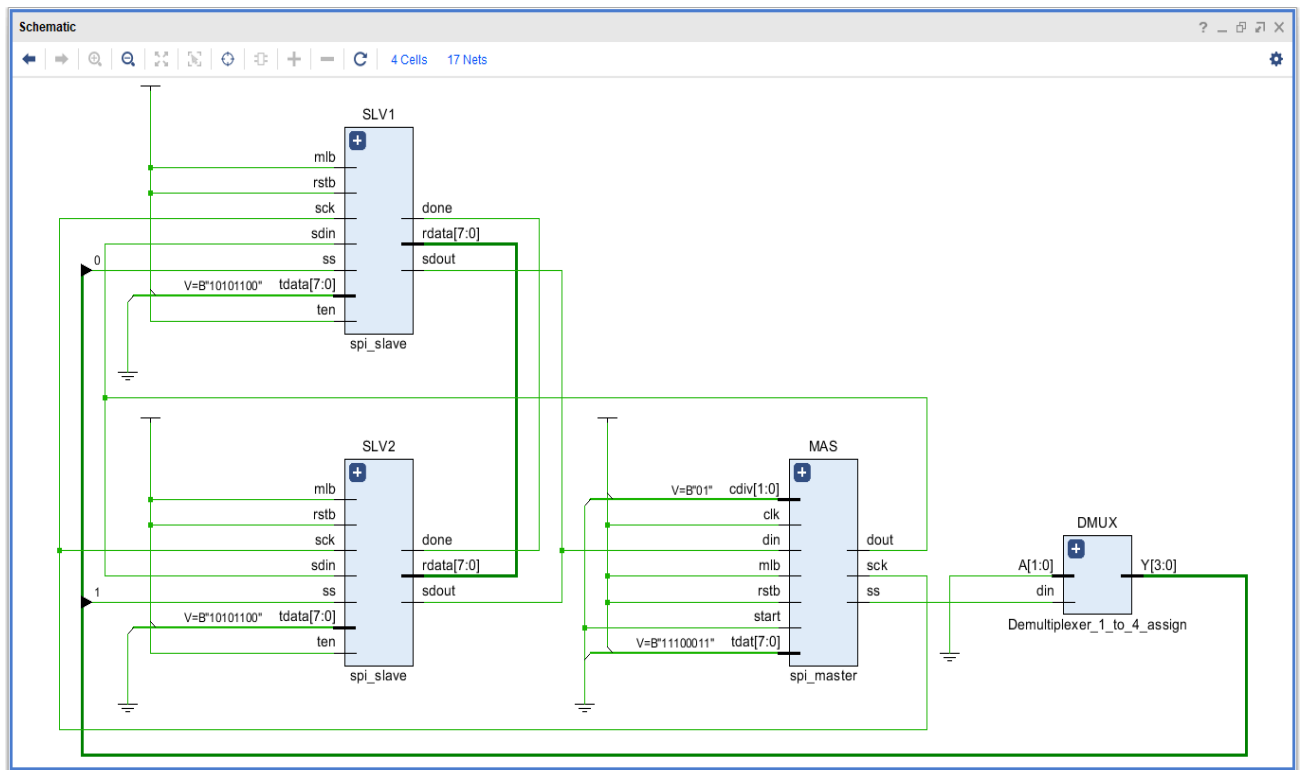 Schematic
4 Cells 17 Nets
SLV1
mlb
rstb
sck
sdin
0
ss
V=B"10101100" tdata[7:0]
ten
done
rdata[7:0]
sdout
spi_slave
SLV2
mlb
rstb
sck
sdin
1
ss
V=B"10101100" tdata[7:0]
ten
done
rdata[7:0]
sdout
spi_slave
MAS
V=B"01" cdiv[1:0]
clk
din
mlb
rstb
start
V=B"11100011" tdat[7:0]
dout
sck
ss
spi_master
DMUX
A[1:0]
din
Y[3:0]
Demultiplexer_1_to_4_assign